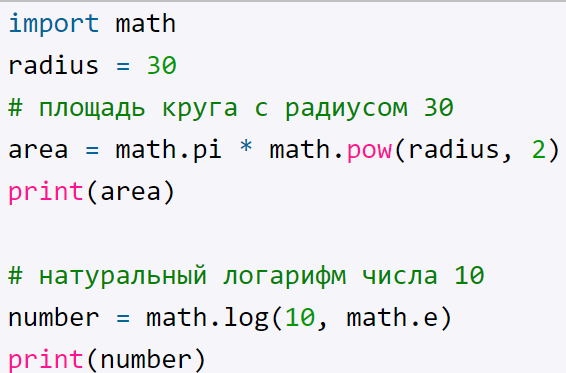 import math
radius = 30
# площадь круга с радиусом 30
area = math.pi * math.pow(radius, 2)
print(area)
# натуральный логарифм числа 10
number = math.log(10, math.e)
print(number)